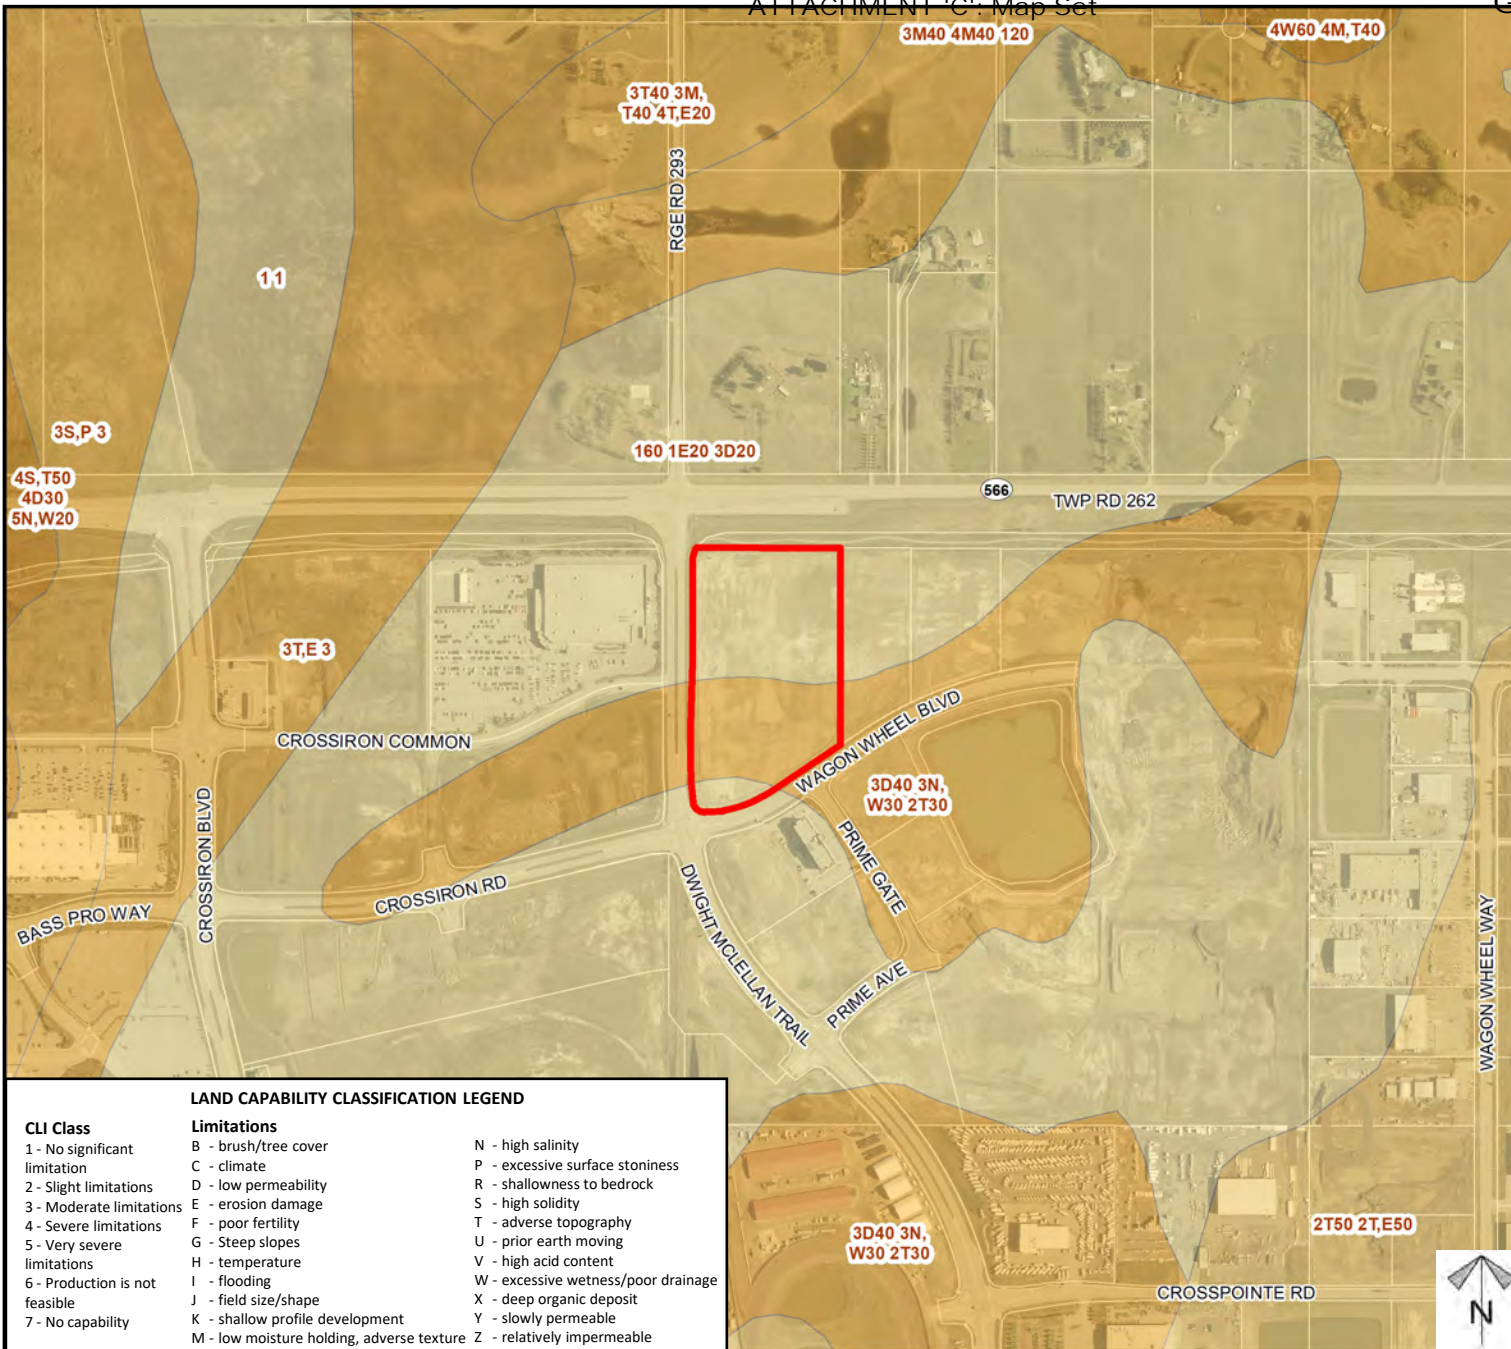 ATTACHMENT 'C': Map Set
3M40 4M40 120
4W60 4M,T40
3T40 3M,
T40 4T,E20
RGE RD 293
1 1
3S,P 3
160 1E20 3D20
4S,T50
4D30
5N,W20
566
TWP RD 262
3T,E 3
CROSSIRON COMMON
WAGON WHEEL BLVD
3D40 3N,
W30 2T30
CROSSIRON BLVD
PRIME GATE
CROSSIRON RD
BASS PRO WAY
DWIGHT MCLELLAN TRAIL
PRIME AVE
WAGON WHEEL WAY
3D40 3N,
W30 2T30
2T50 2T,E50
CROSSPOINTE RD
N
LAND CAPABILITY CLASSIFICATION LEGEND
CLI Class
1 - No significant
limitation
2 - Slight limitations
3 - Moderate limitations
4 - Severe limitations
5 - Very severe
limitations
6 - Production is not
feasible
7 - No capability
Limitations
B - brush/tree cover
C - climate
D - low permeability
E - erosion damage
F - poor fertility
G - Steep slopes
H - temperature
I - flooding
J - field size/shape
K - shallow profile development
M - low moisture holding, adverse texture
N - high salinity
P - excessive surface stoniness
R - shallowness to bedrock
S - high solidity
T - adverse topography
U - prior earth moving
V - high acid content
W - excessive wetness/poor drainage
X - deep organic deposit
Y - slowly permeable
Z - relatively impermeable